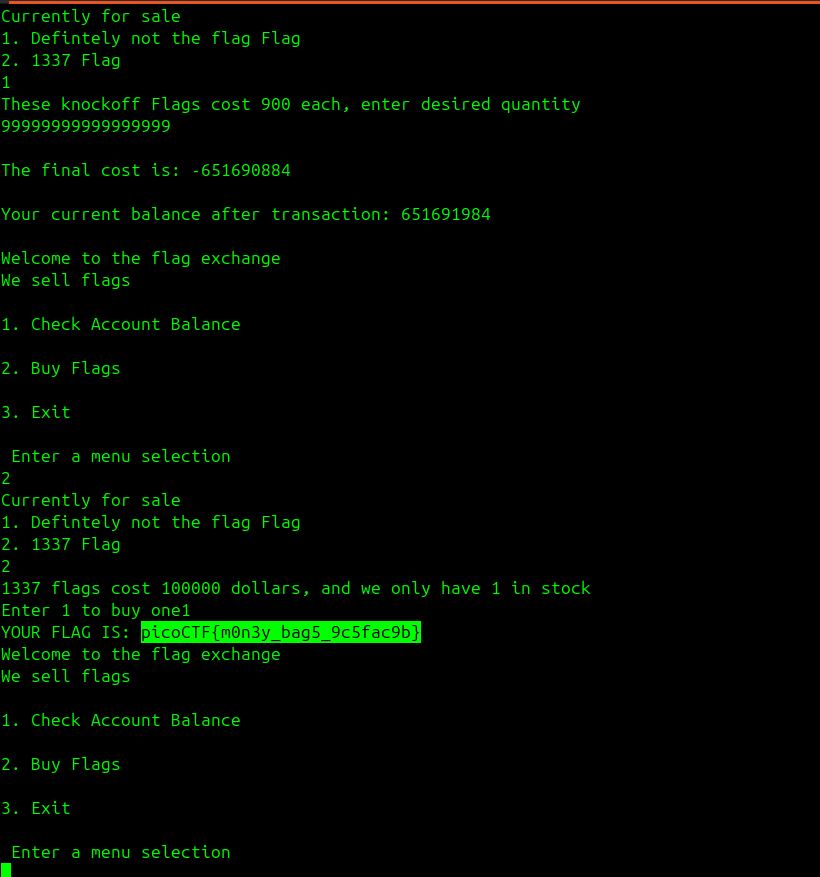 Currently for sale
1. Defintely not the flag Flag
2. 1337 Flag
1
These knockoff Flags cost 900 each, enter desired quantity
99999999999999999
The final cost is: -651690884
Your current balance after transaction: 651691984
Welcome to the flag exchange
We sell flags
1. Check Account Balance
2. Buy Flags
3. Exit
Enter a menu selection
2
Currently for sale
1. Defintely not the flag Flag
2. 1337 Flag
2
1337 flags cost 100000 dollars, and we only have 1 in stock
Enter 1 to buy one1
YOUR FLAG IS: picoCTF{m0n3y_bag5_9c5fac9b}
Welcome to the flag exchange
We sell flags
1. Check Account Balance
2. Buy Flags
3. Exit
Enter a menu selection